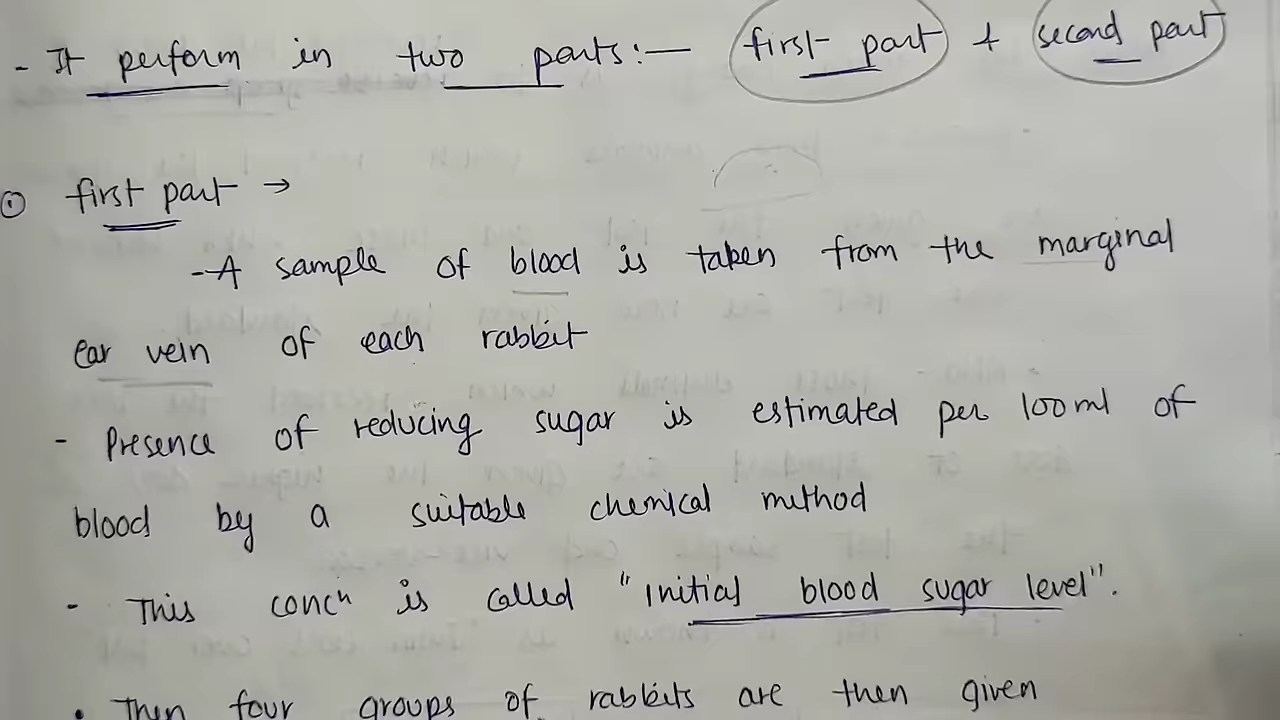 - It perform in two parts:— first part + second part
① first part →
- A sample of blood is taken from the marginal
ear vein of each rabbit
- Presence of reducing sugar is estimated per 100 ml of
blood by a suitable chemical method
- This concn is called "Initial blood sugar level".
• Then four groups of rabbits are then given